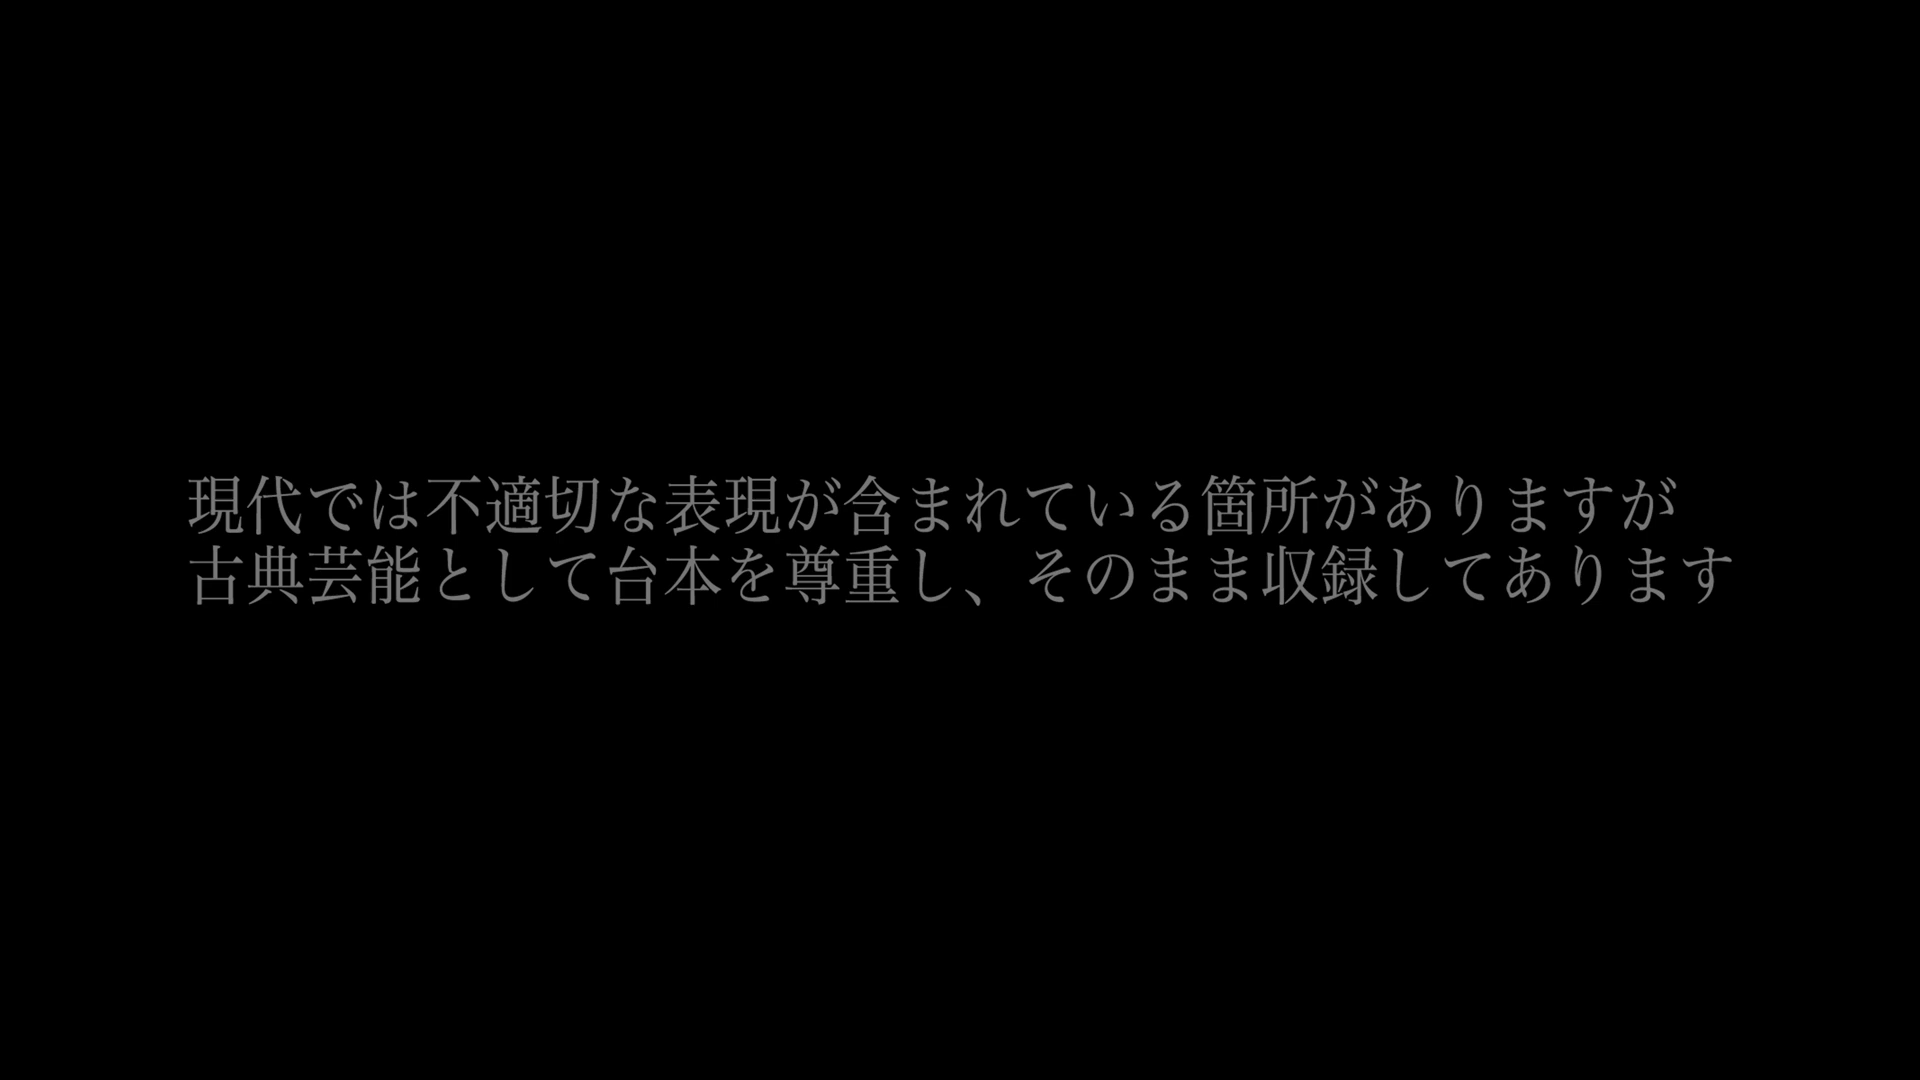 現代では不適切な表現が含まれている箇所がありますが
古典芸能として台本を尊重し、そのまま収録してあります